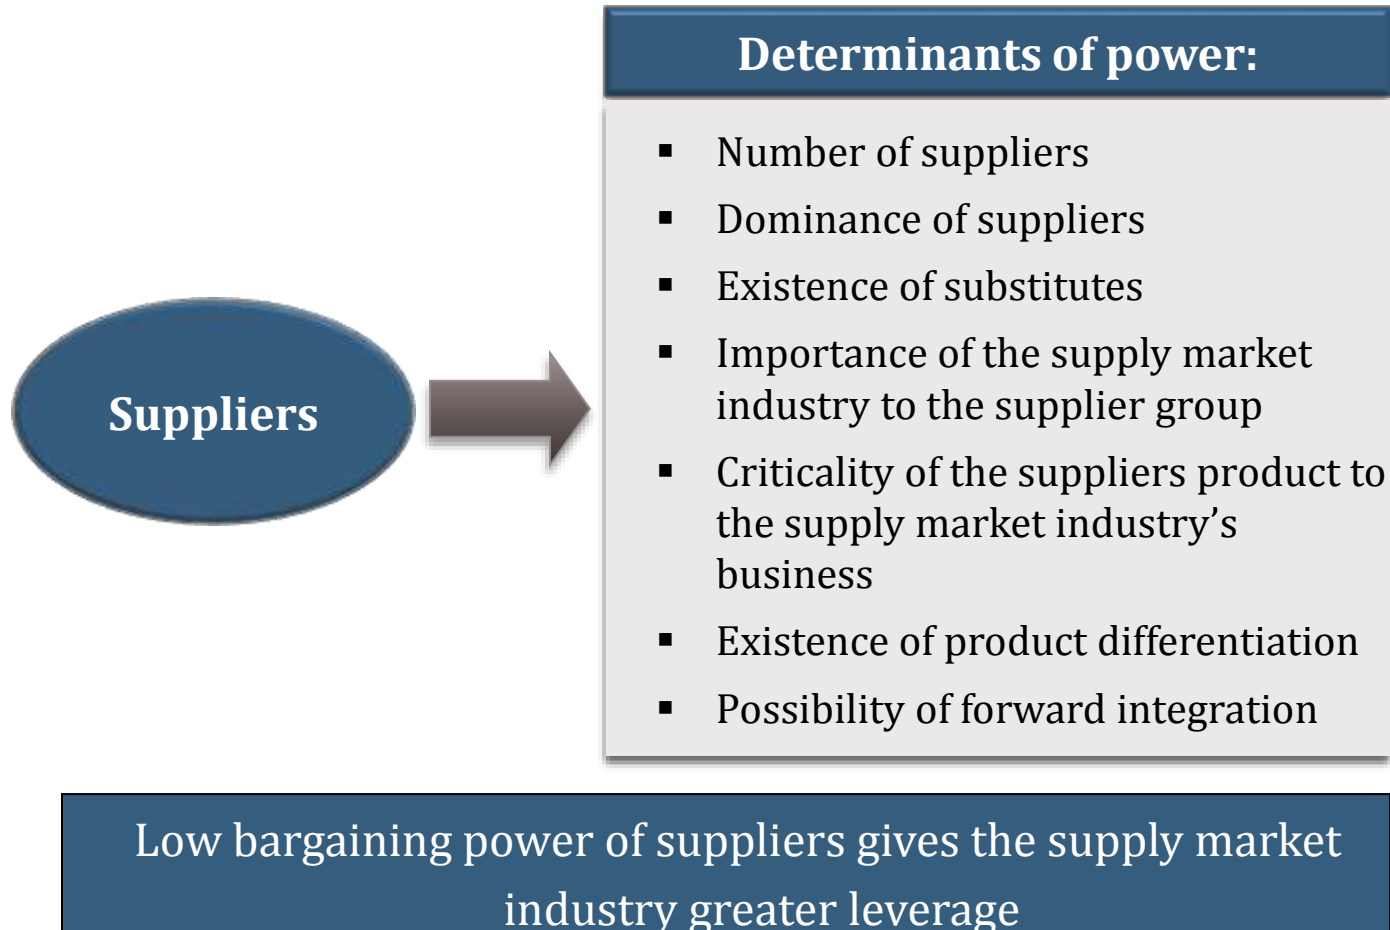 Determinants of power:
▪ Number of suppliers
▪ Dominance of suppliers
▪ Existence of substitutes
▪ Importance of the supply market
industry to the supplier group
▪ Criticality of the suppliers product to
the supply market industry’s
business
▪ Existence of product differentiation
▪ Possibility of forward integration
Suppliers
Low bargaining power of suppliers gives the supply market
industry greater leverage